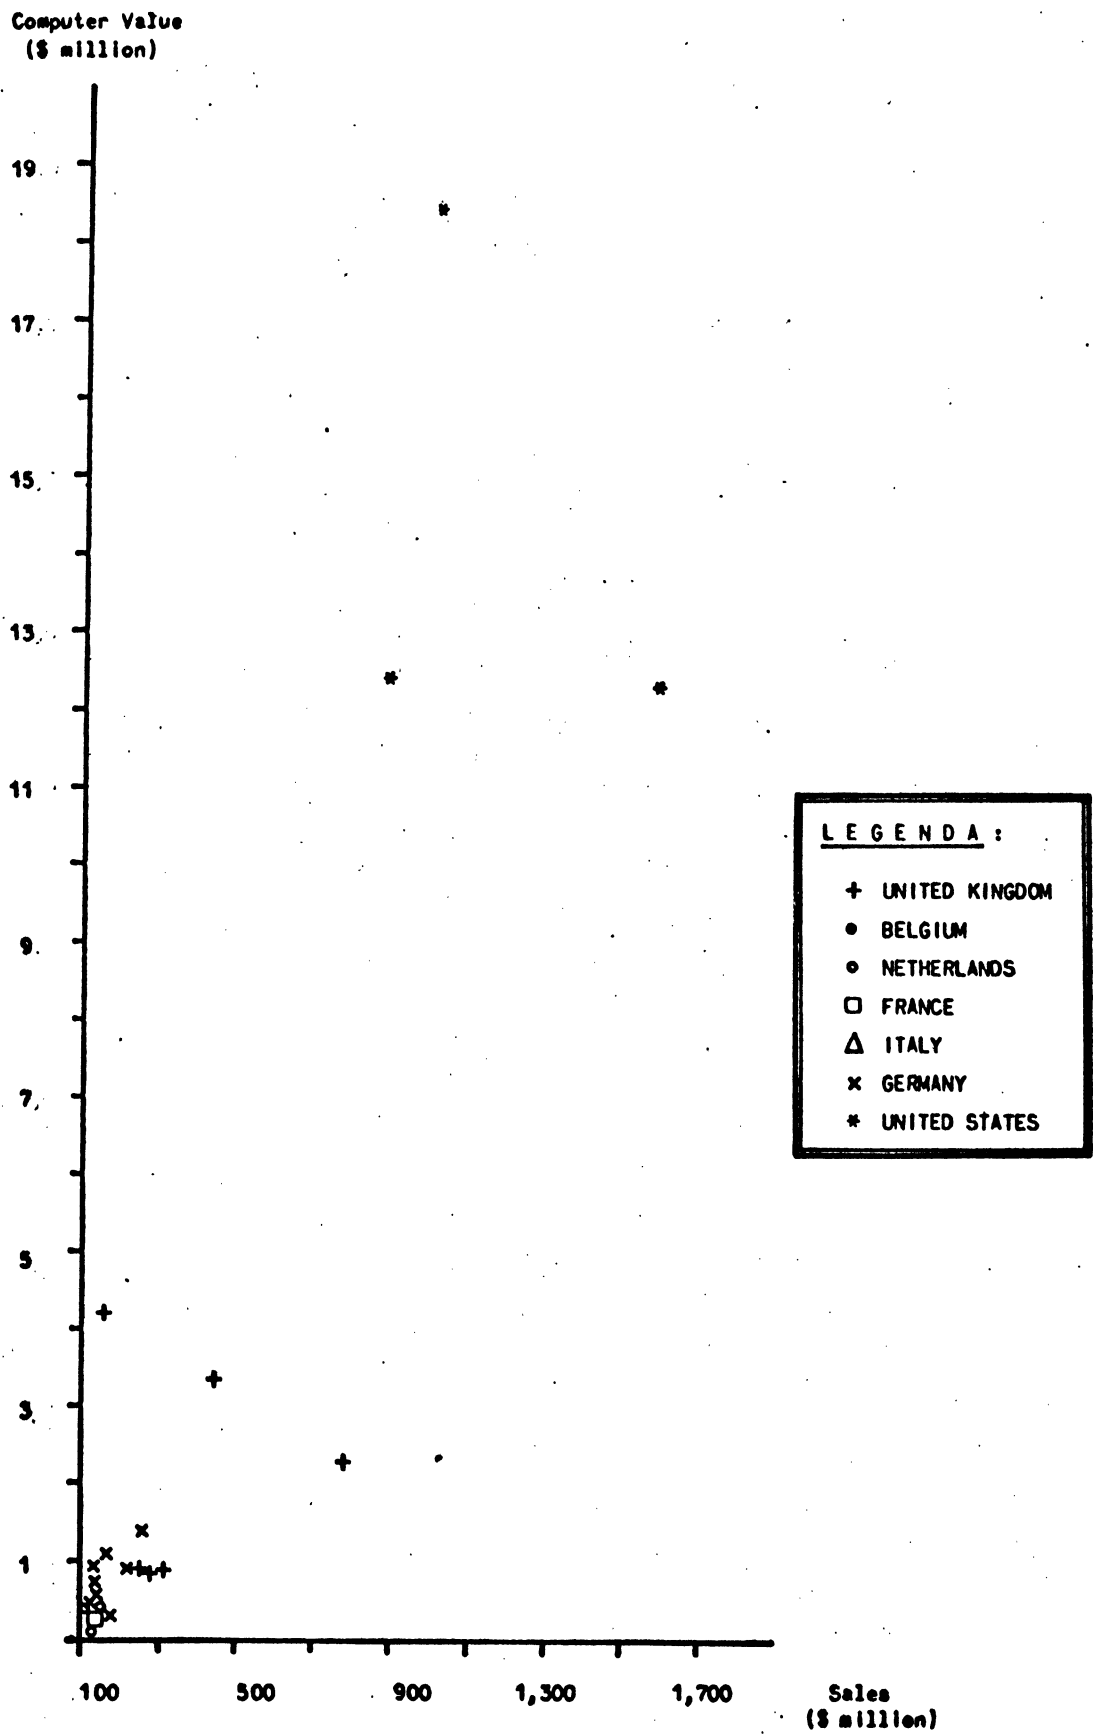 Computer Value
($ million)
19
17
15
13
11
9
7
5
3
1
100 500 900 1,300 1,700 Sales
($ million)
L E G E N D A :
+ UNITED KINGDOM
● BELGIUM
○ NETHERLANDS
□ FRANCE
△ ITALY
x GERMANY
* UNITED STATES